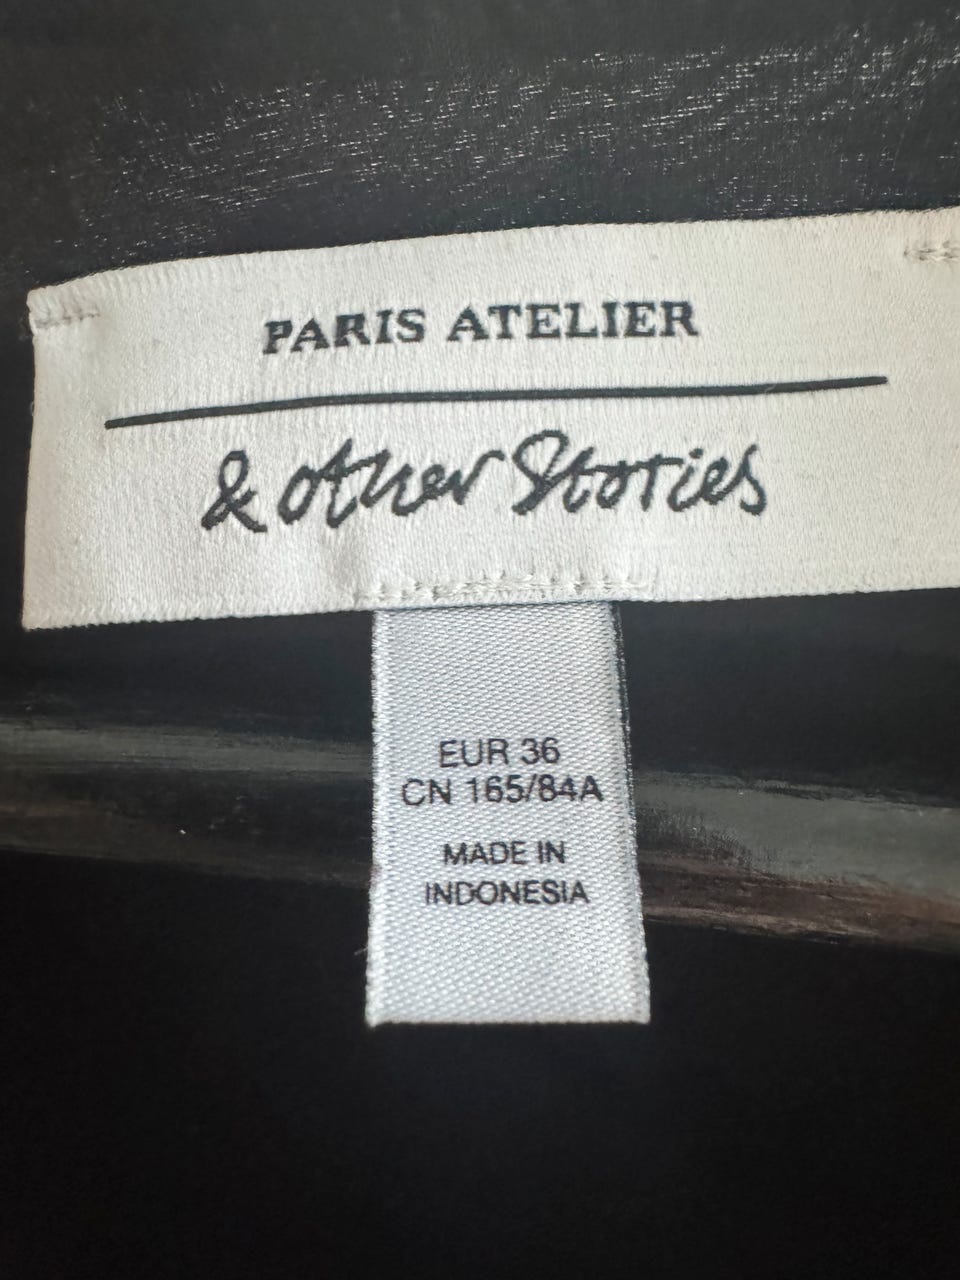 PARIS ATELIER
& other Stories
EUR 36
CN 165/84A
MADE IN
INDONESIA